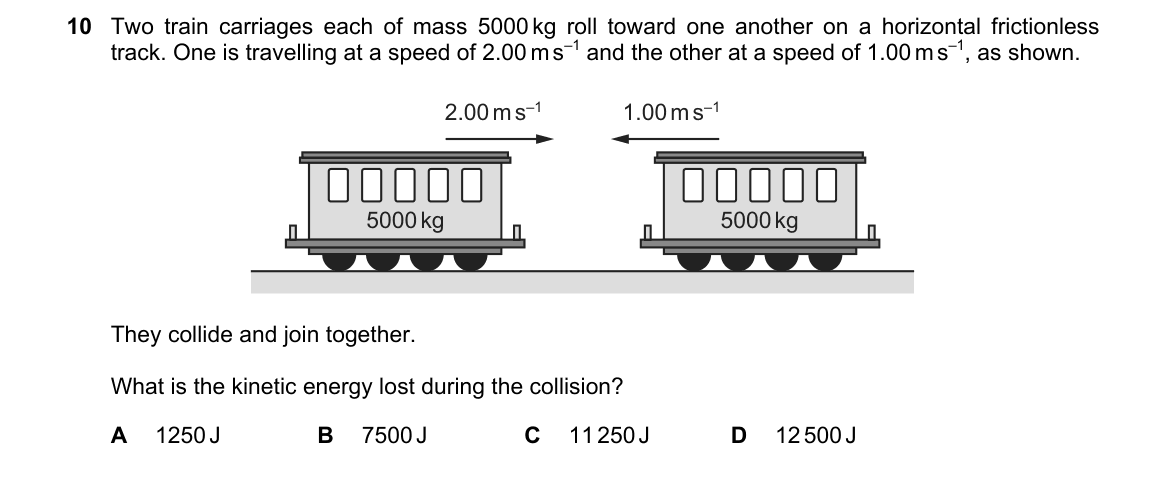 10 Two train carriages each of mass 5000 kg roll toward one another on a horizontal frictionless
track. One is travelling at a speed of 2.00 m s⁻¹ and the other at a speed of 1.00 m s⁻¹, as shown.
2.00 m s⁻¹ 1.00 m s⁻¹
5000 kg 5000 kg
They collide and join together.
What is the kinetic energy lost during the collision?
A 1250 J B 7500 J C 11 250 J D 12 500 J